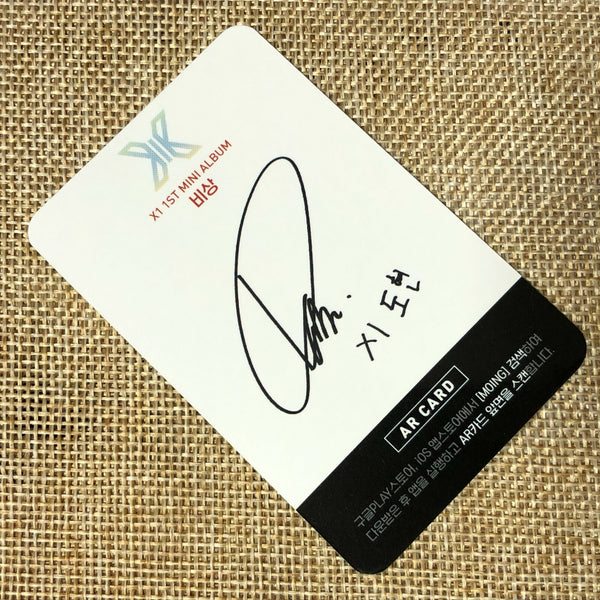 X1 1ST MINI ALBUM
비상
X1 도현
AR CARD
구글PLAY스토어, iOS 앱스토어에서 [MOING] 검색하여
다운받은 후 앱을 실행하고 AR카드 앞면을 스캔합니다.